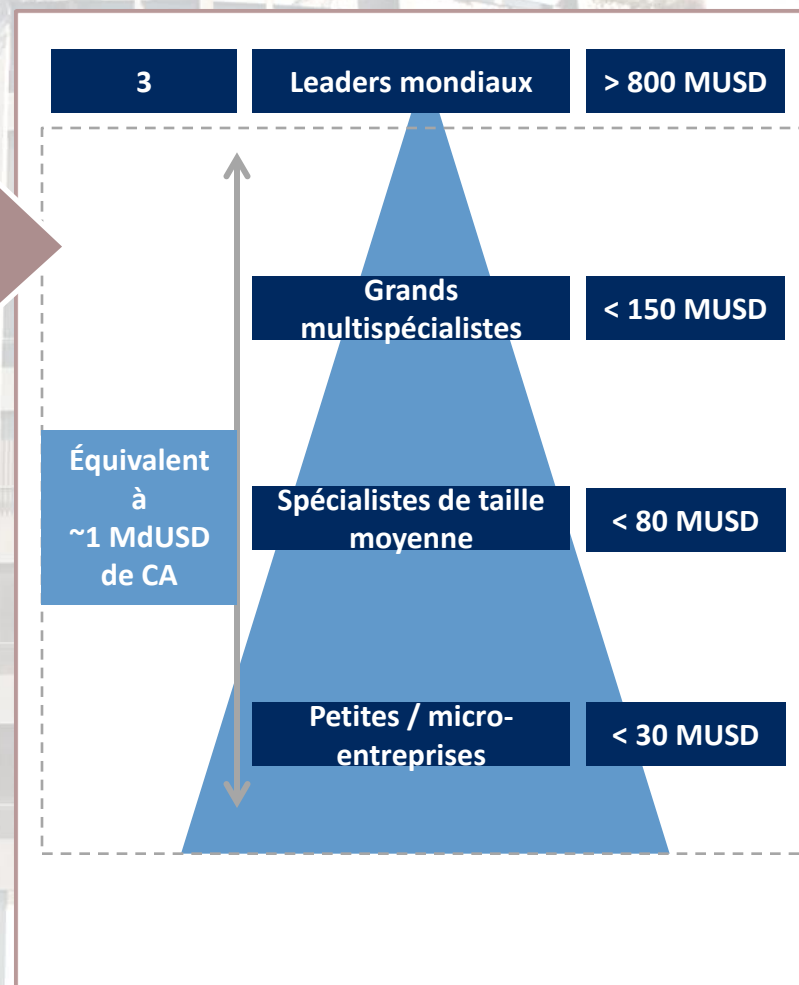 3
Leaders mondiaux
> 800 MUSD
Grands
multispécialistes
< 150 MUSD
Équivalent
à
~1 MdUSD
de CA
Spécialistes de taille
moyenne
< 80 MUSD
Petites / micro-
entreprises
< 30 MUSD